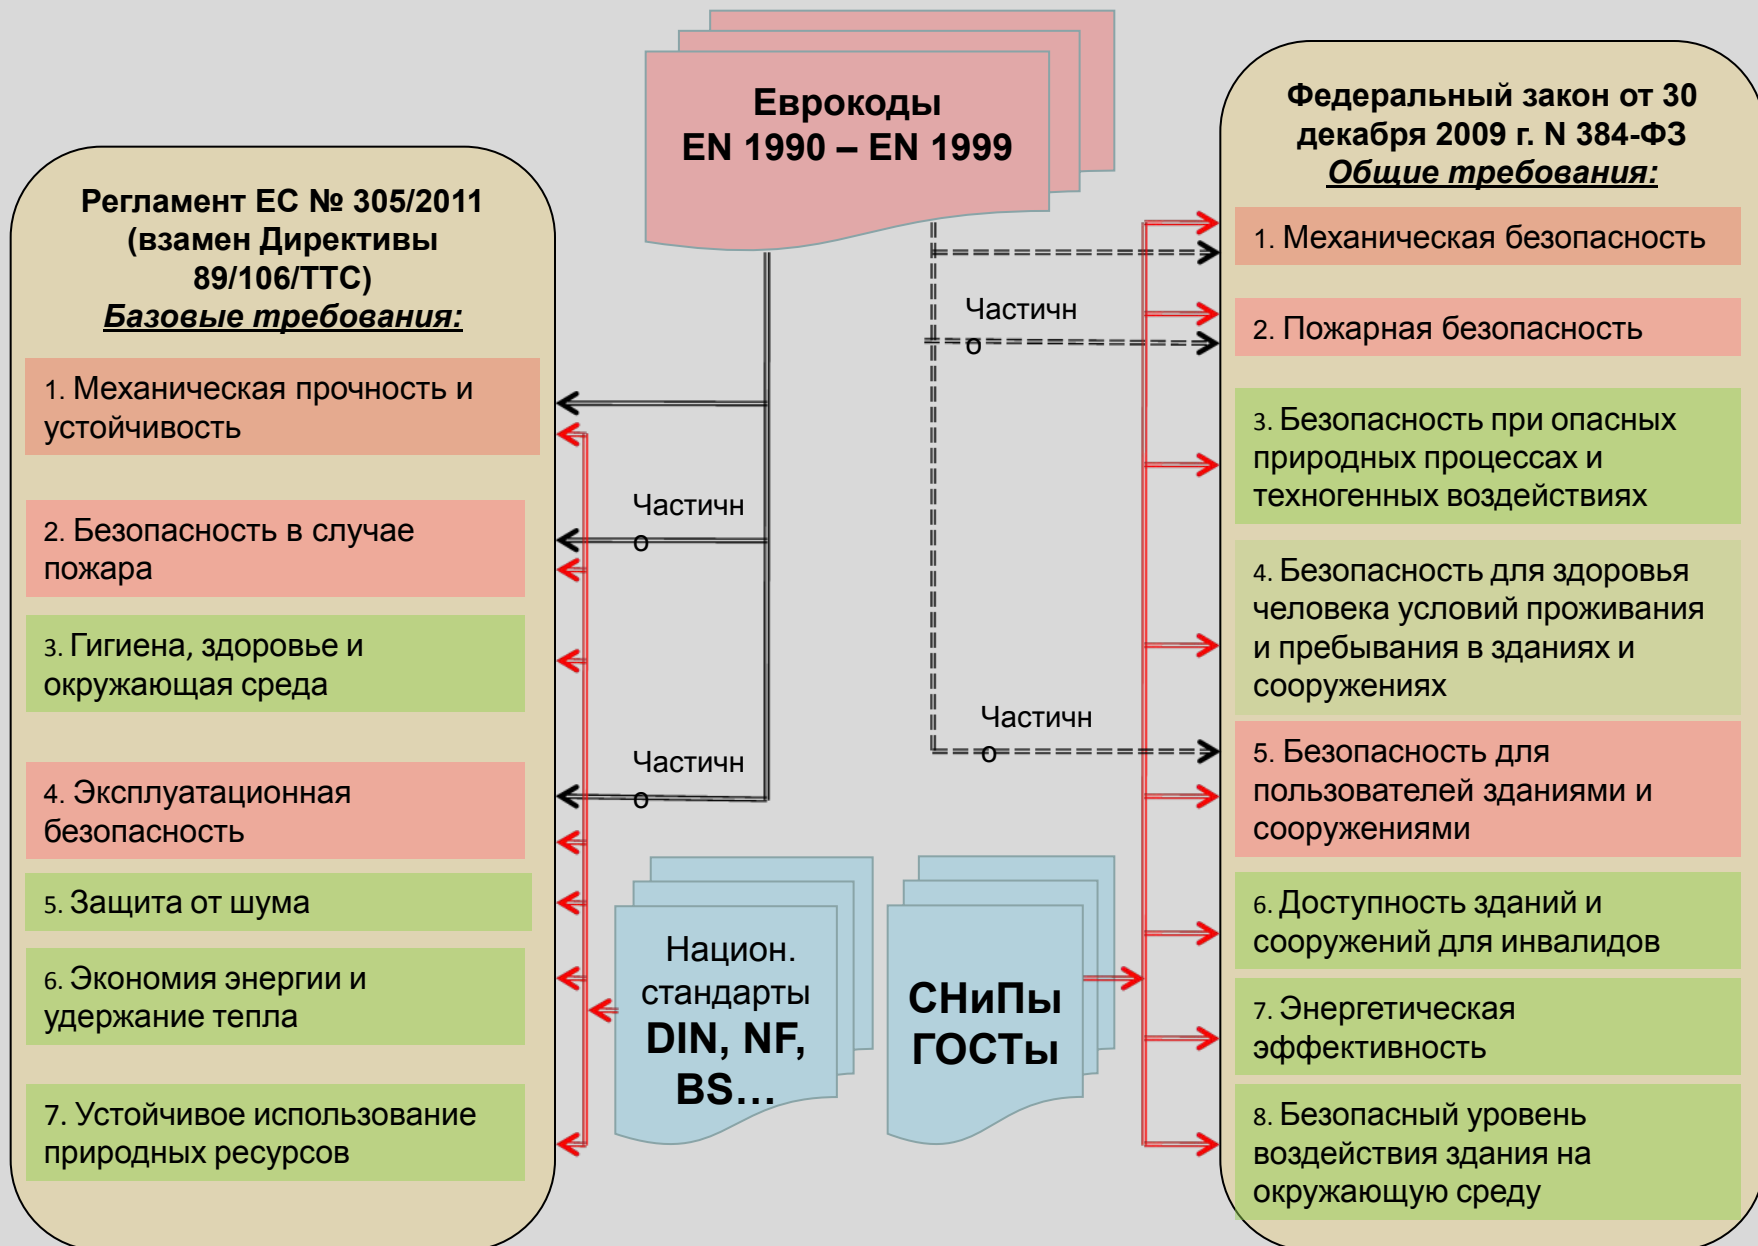 Еврокоды
EN 1990 – EN 1999
Регламент ЕС № 305/2011
(взамен Директивы
89/106/ТТС)
Базовые требования:
1. Механическая прочность и
устойчивость
2. Безопасность в случае
пожара
3. Гигиена, здоровье и
окружающая среда
4. Эксплуатационная
безопасность
5. Защита от шума
6. Экономия энергии и
удержание тепла
7. Устойчивое использование
природных ресурсов
Частичн
о
Частичн
о
Частичн
о
Частичн
о
Национ.
стандарты
DIN, NF,
BS...
СНиПы
ГОСТы
Федеральный закон от 30
декабря 2009 г. N 384-ФЗ
Общие требования:
1. Механическая безопасность
2. Пожарная безопасность
3. Безопасность при опасных
природных процессах и
техногенных воздействиях
4. Безопасность для здоровья
человека условий проживания
и пребывания в зданиях и
сооружениях
5. Безопасность для
пользователей зданиями и
сооружениями
6. Доступность зданий и
сооружений для инвалидов
7. Энергетическая
эффективность
8. Безопасный уровень
воздействия здания на
окружающую среду